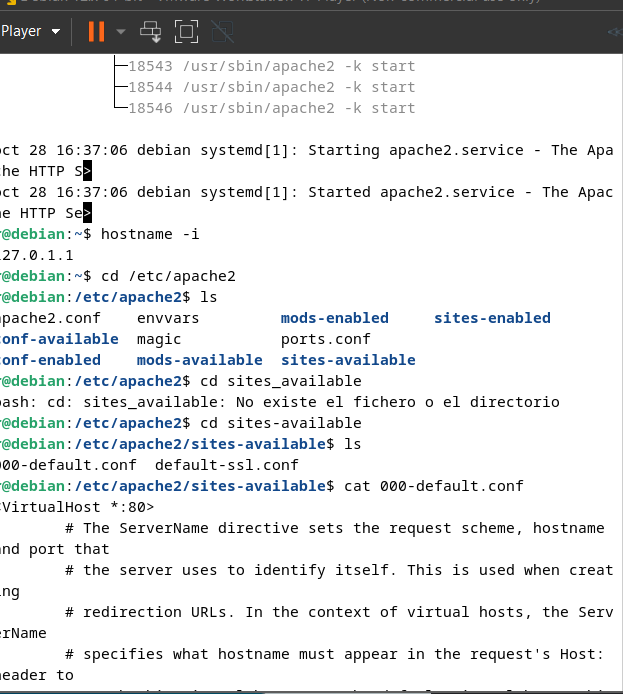 Player
18543 /usr/sbin/apache2 -k start
18544 /usr/sbin/apache2 -k start
18546 /usr/sbin/apache2 -k start
oct 28 16:37:06 debian systemd[1]: Starting apache2.service - The Apa
che HTTP S>
oct 28 16:37:06 debian systemd[1]: Started apache2.service - The Apac
he HTTP Se>
r@debian:~$ hostname -i
127.0.1.1
r@debian:~$ cd /etc/apache2
r@debian:/etc/apache2$ ls
apache2.conf envvars mods-enabled sites-enabled
conf-available magic ports.conf
conf-enabled mods-available sites-available
r@debian:/etc/apache2$ cd sites_available
bash: cd: sites_available: No existe el fichero o el directorio
r@debian:/etc/apache2$ cd sites-available
r@debian:/etc/apache2/sites-available$ ls
000-default.conf default-ssl.conf
r@debian:/etc/apache2/sites-available$ cat 000-default.conf
<VirtualHost *:80>
# The ServerName directive sets the request scheme, hostname
and port that
# the server uses to identify itself. This is used when creat
ing
# redirection URLs. In the context of virtual hosts, the Serv
erName
# specifies what hostname must appear in the request's Host:
header to